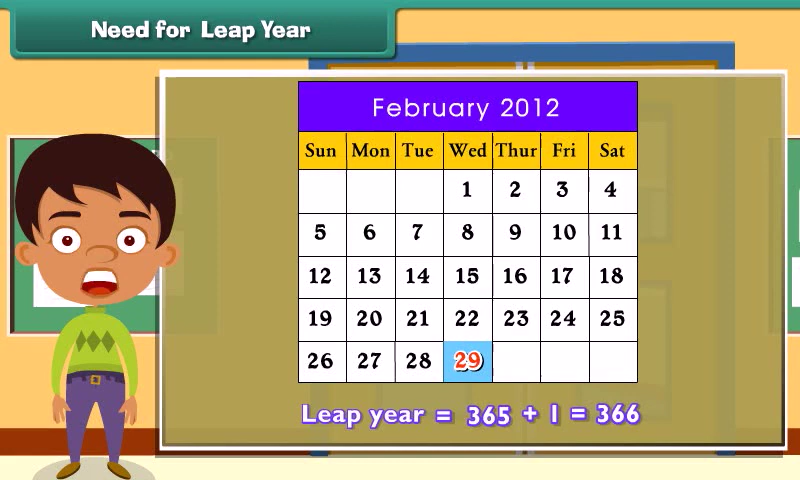 Need for Leap Year
February 2012
Sun Mon Tue Wed Thur Fri Sat
1 2 3 4
5 6 7 8 9 10 11
12 13 14 15 16 17 18
19 20 21 22 23 24 25
26 27 28 29
Leap year = 365 + 1 = 366